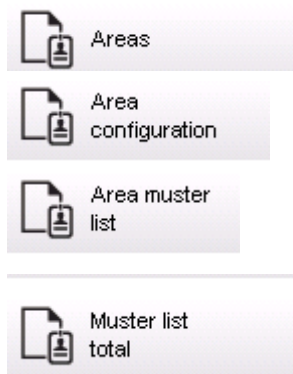 Areas
Area
configuration
Area muster
list
Muster list
total